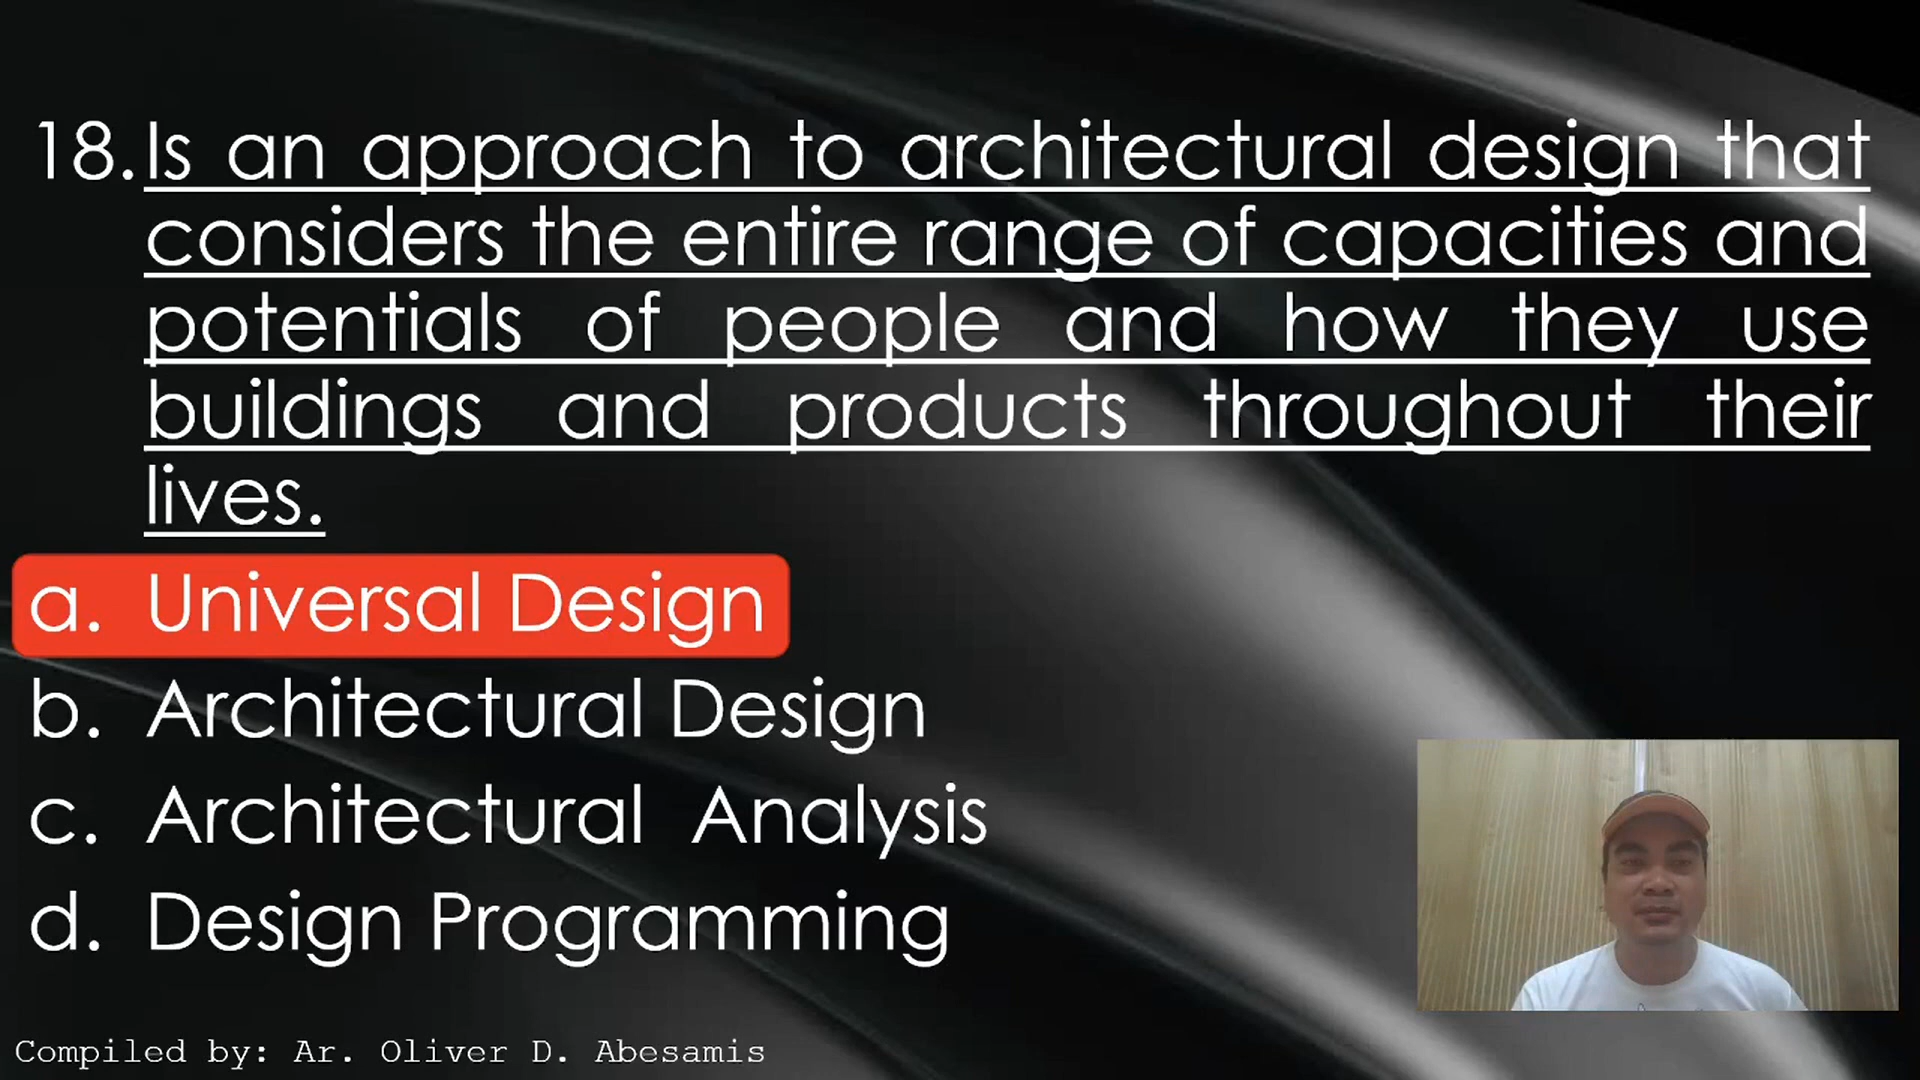 18. Is an approach to architectural design that
considers the entire range of capacities and
potentials of people and how they use
buildings and products throughout their
lives.
a. Universal Design
b. Architectural Design
c. Architectural Analysis
d. Design Programming
Compiled by: Ar. Oliver D. Abesamis